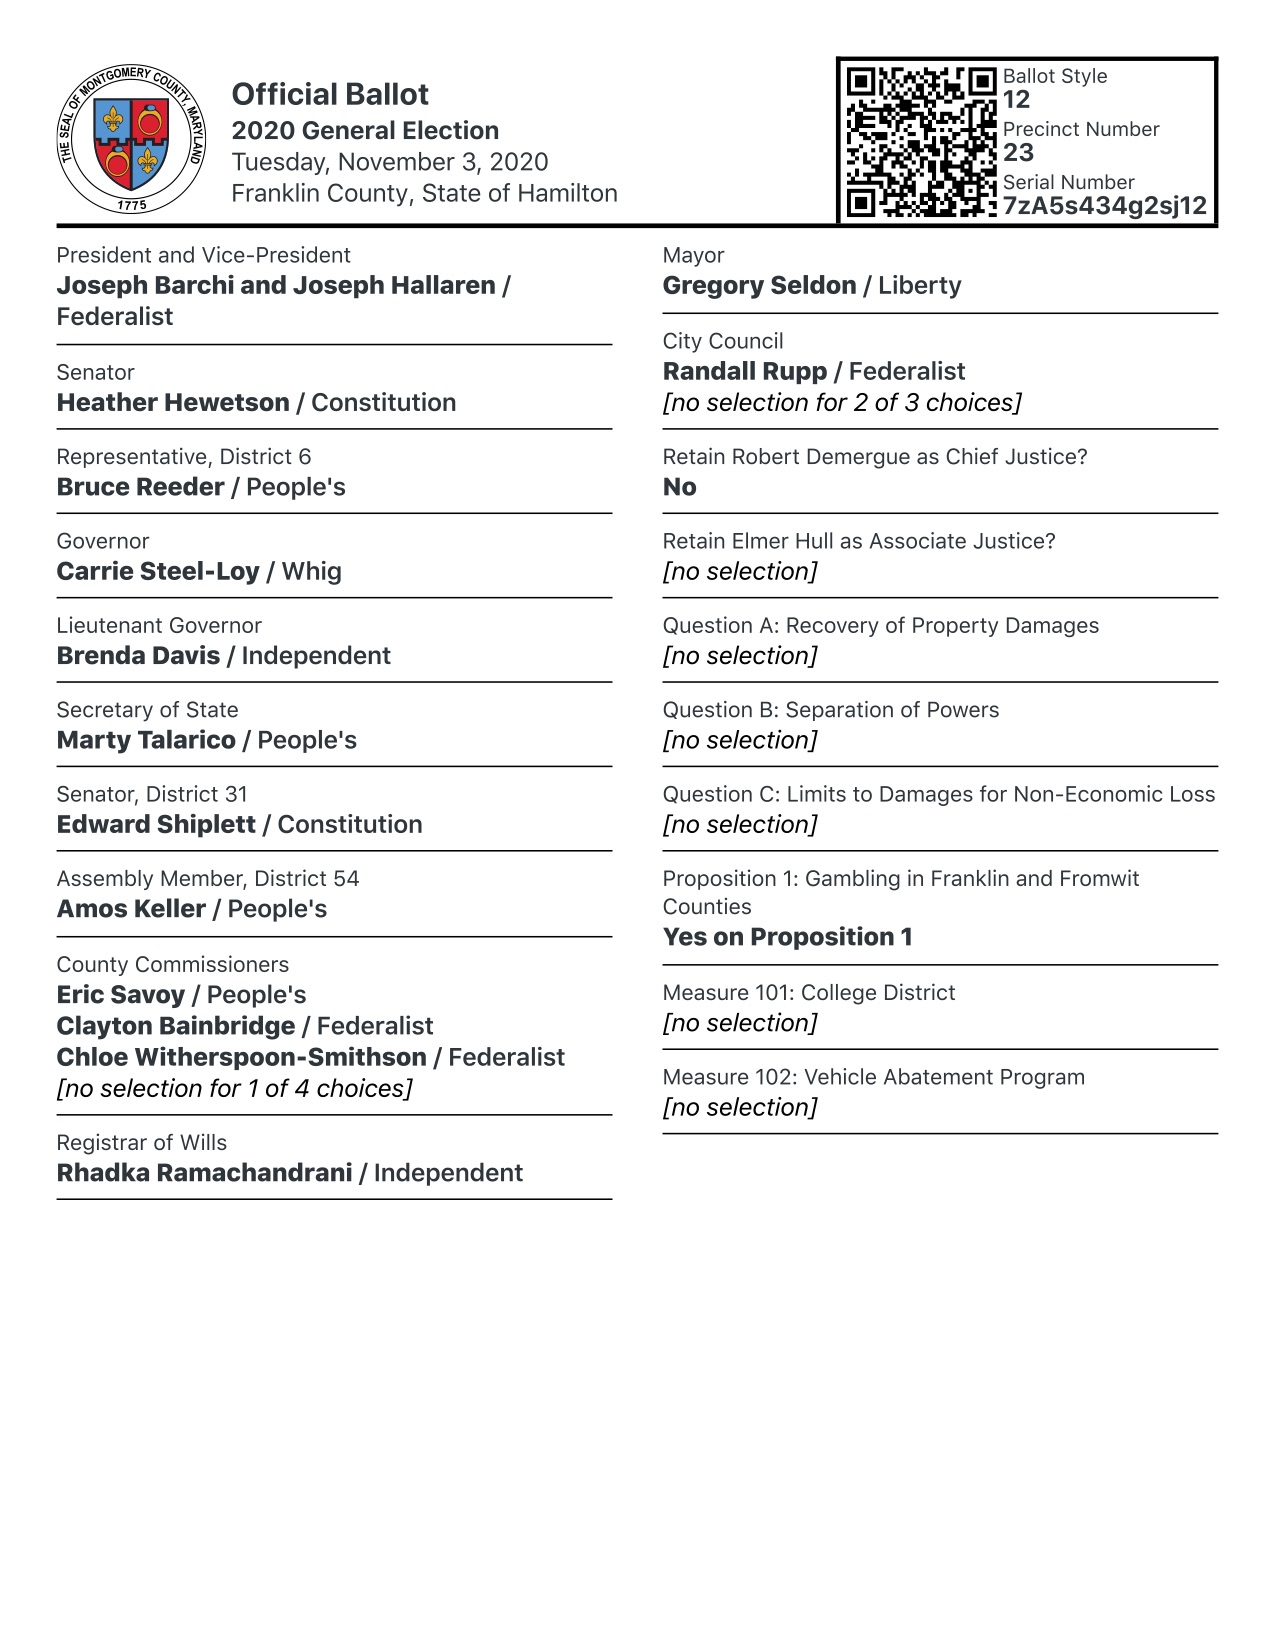 THE SEAL OF MONTGOMERY COUNTY, MARYLAND
1775
Official Ballot
2020 General Election
Tuesday, November 3, 2020
Franklin County, State of Hamilton
Ballot Style
12
Precinct Number
23
Serial Number
7zA5s434g2sj12
President and Vice-President
Joseph Barchi and Joseph Hallaren /
Federalist
Senator
Heather Hewetson / Constitution
Representative, District 6
Bruce Reeder / People's
Governor
Carrie Steel-Loy / Whig
Lieutenant Governor
Brenda Davis / Independent
Secretary of State
Marty Talarico / People's
Senator, District 31
Edward Shiplett / Constitution
Assembly Member, District 54
Amos Keller / People's
County Commissioners
Eric Savoy / People's
Clayton Bainbridge / Federalist
Chloe Witherspoon-Smithson / Federalist
[no selection for 1 of 4 choices]
Registrar of Wills
Rhadka Ramachandrani / Independent
Mayor
Gregory Seldon / Liberty
City Council
Randall Rupp / Federalist
[no selection for 2 of 3 choices]
Retain Robert Demergue as Chief Justice?
No
Retain Elmer Hull as Associate Justice?
[no selection]
Question A: Recovery of Property Damages
[no selection]
Question B: Separation of Powers
[no selection]
Question C: Limits to Damages for Non-Economic Loss
[no selection]
Proposition 1: Gambling in Franklin and Fromwit
Counties
Yes on Proposition 1
Measure 101: College District
[no selection]
Measure 102: Vehicle Abatement Program
[no selection]